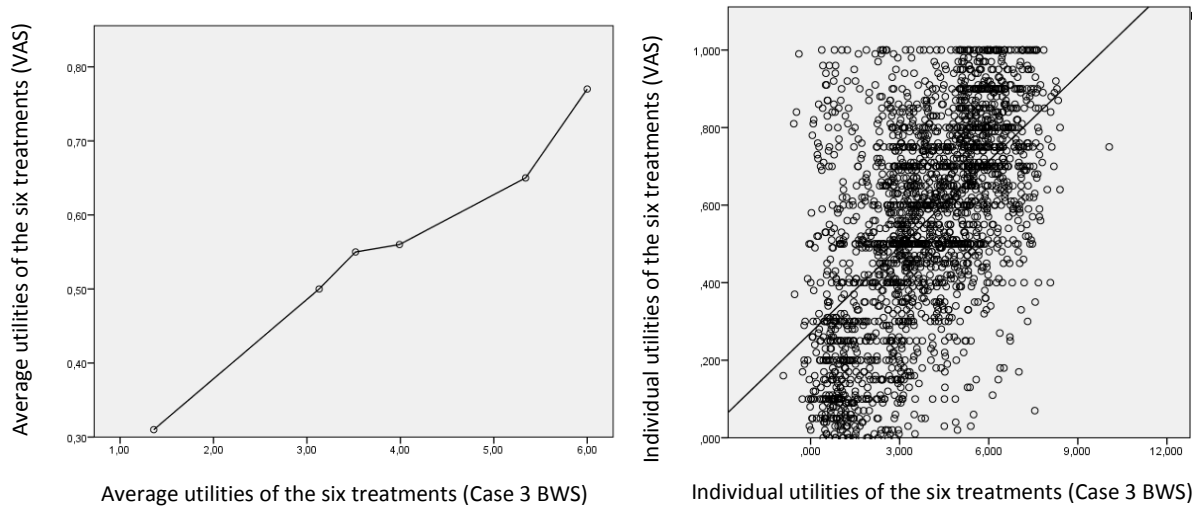 Average utilities of the six treatments (VAS)
0,80
0,70
0,60
0,50
0,40
0,30
1,00 2,00 3,00 4,00 5,00 6,00
Average utilities of the six treatments (Case 3 BWS)
Individual utilities of the six treatments (VAS)
1,000
,800
,600
,400
,200
,000
,000 3,000 6,000 9,000 12,000
Individual utilities of the six treatments (Case 3 BWS)